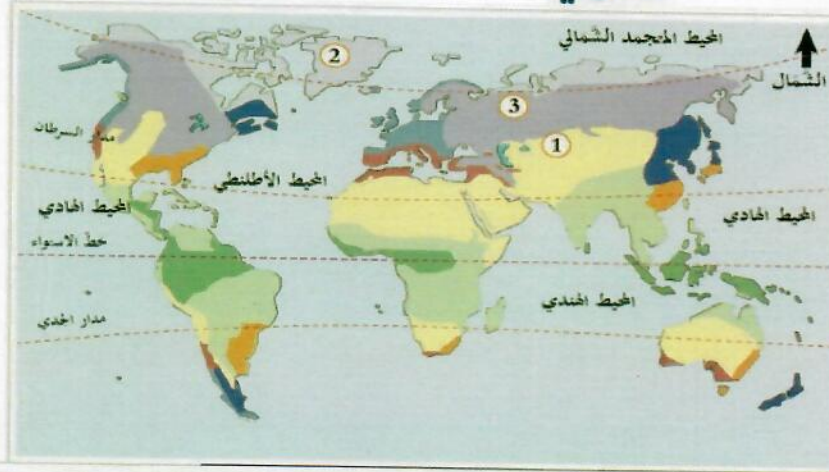 المحيط المتجمد الشمالي
الشمال
2
3
1
مدار السرطان
المحيط الأطلنطي
المحيط الهادي
المحيط الهادي
خط الاستواء
المحيط الهندي
مدار الجدي